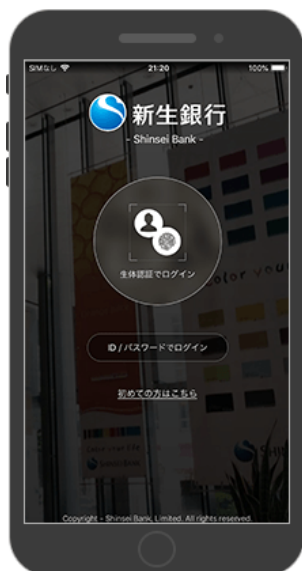 SIMなし 21:20 100%
新生銀行
- Shinsei Bank -
生体認証でログイン
ID / パスワードでログイン
初めての方はこちら
Copyright - Shinsei Bank, Limited. All rights reserved.